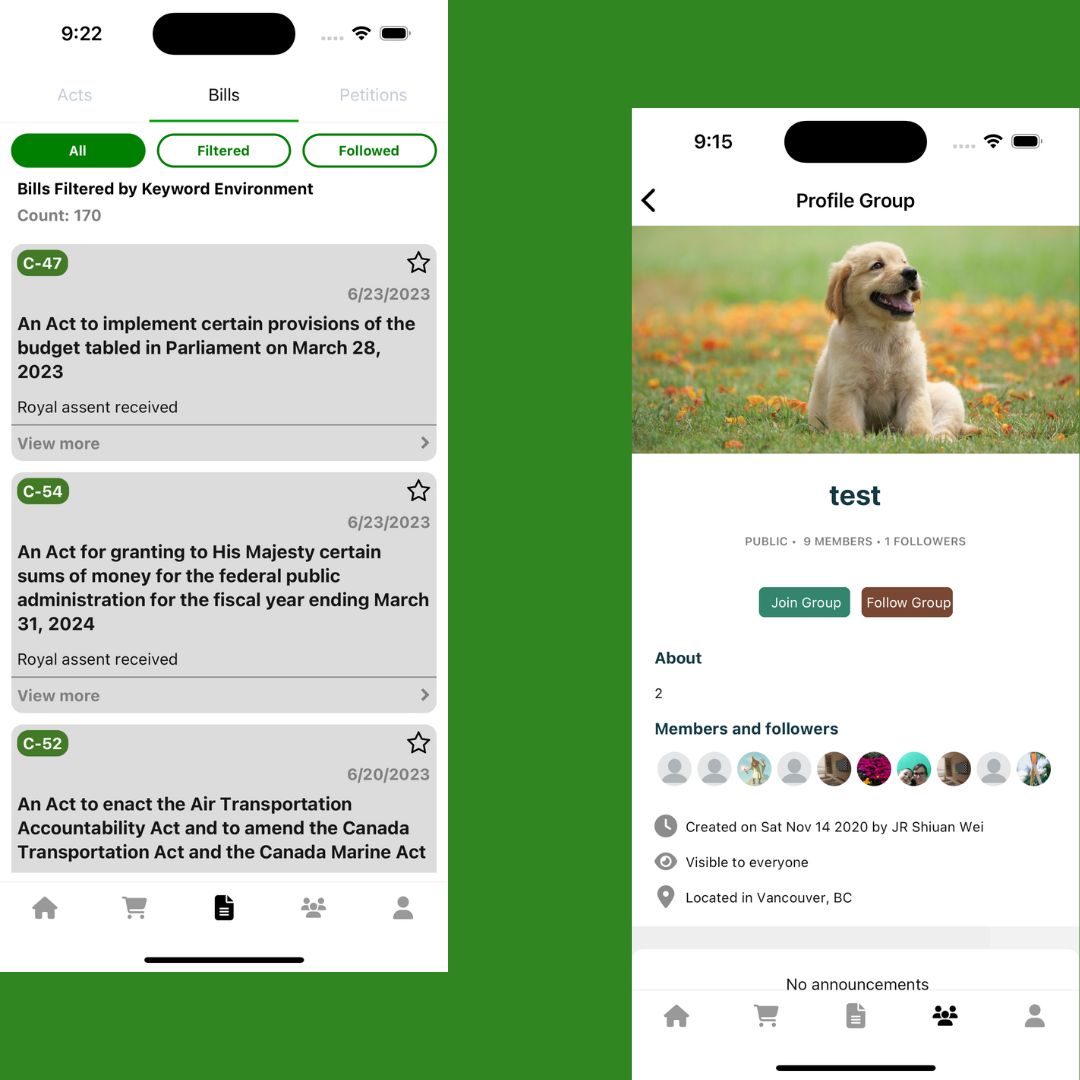 9:22
Acts Bills Petitions
All Filtered Followed
Bills Filtered by Keyword Environment
Count: 170
C-47
6/23/2023
An Act to implement certain provisions of the
budget tabled in Parliament on March 28,
2023
Royal assent received
View more
C-54
6/23/2023
An Act for granting to His Majesty certain
sums of money for the federal public
administration for the fiscal year ending March
31, 2024
Royal assent received
View more
C-52
6/20/2023
An Act to enact the Air Transportation
Accountability Act and to amend the Canada
Transportation Act and the Canada Marine Act
9:15
Profile Group
test
PUBLIC • 9 MEMBERS • 1 FOLLOWERS
Join Group Follow Group
About
2
Members and followers
Created on Sat Nov 14 2020 by JR Shiuan Wei
Visible to everyone
Located in Vancouver, BC
No announcements